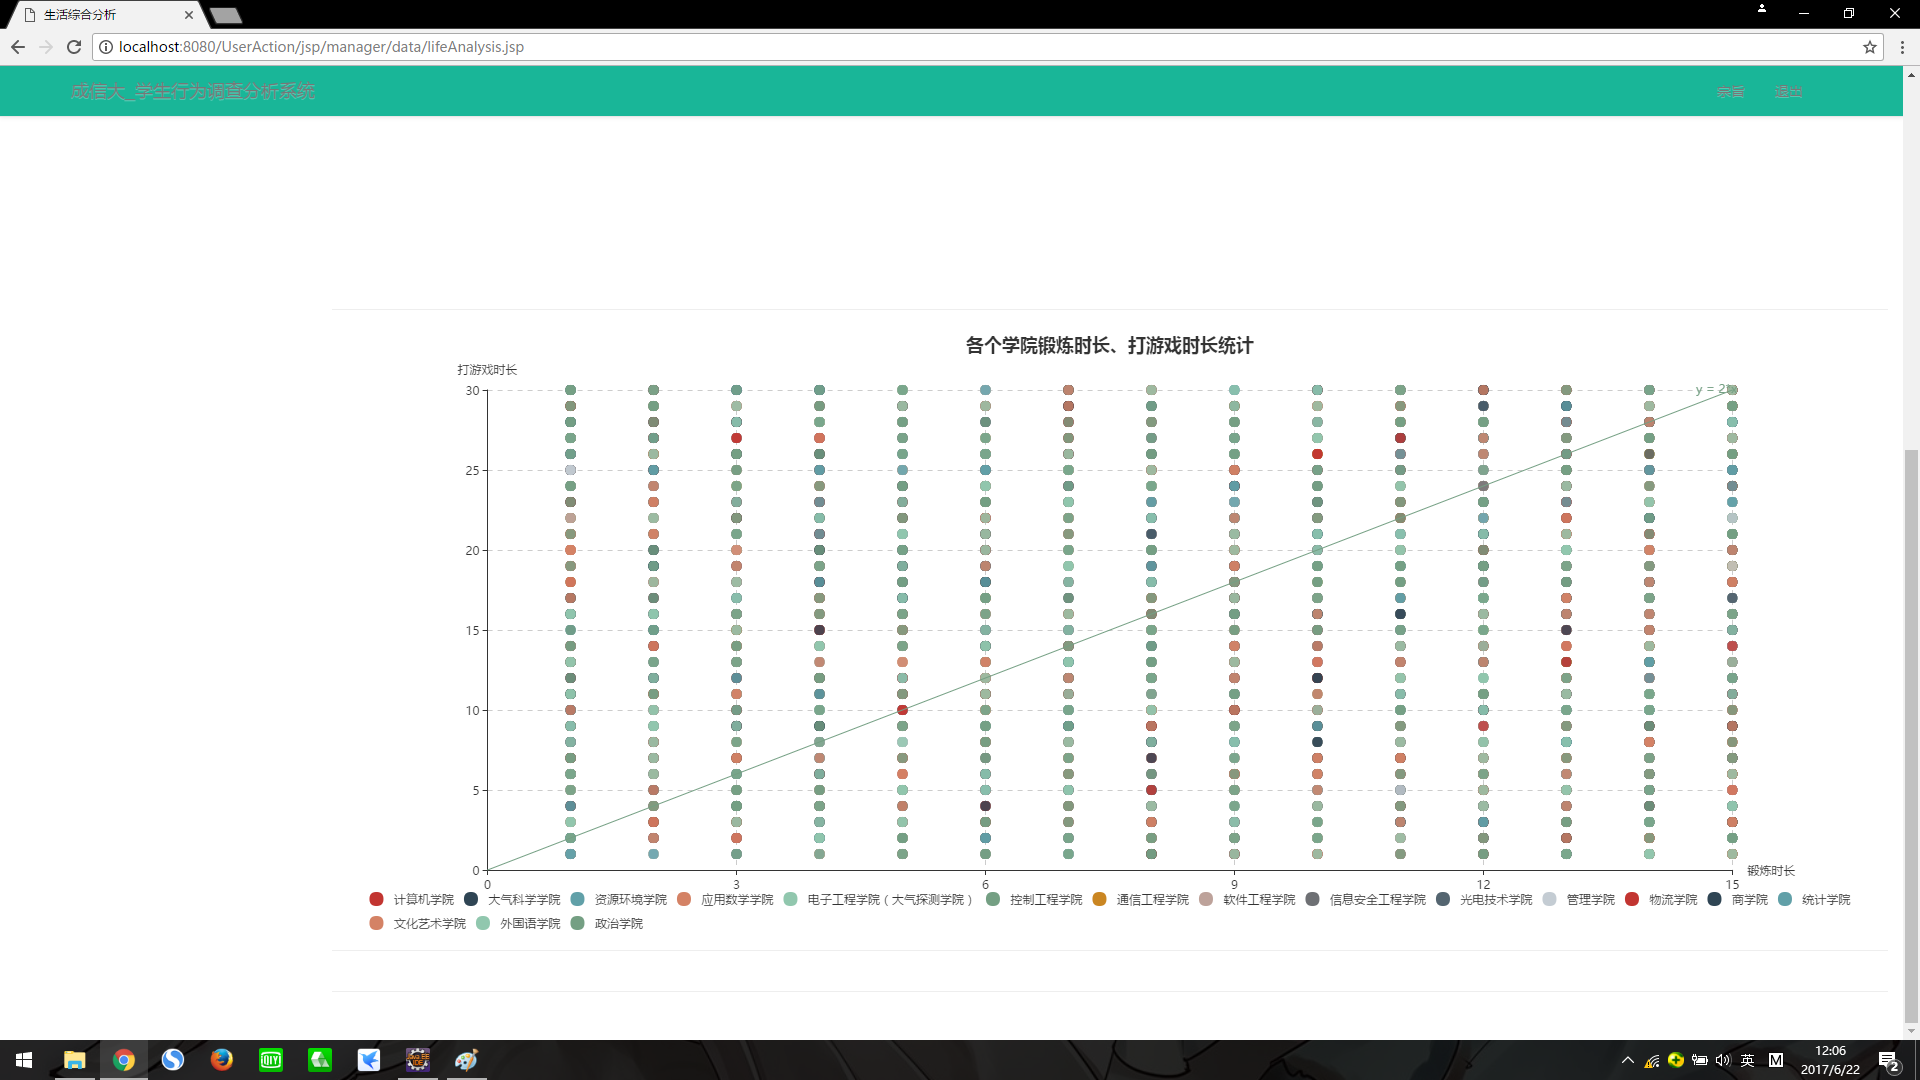 生活综合分析
localhost:8080/UserAction/jsp/manager/data/lifeAnalysis.jsp
成信大_学生行为调查分析系统
亲旨 退出
各个学院锻炼时长、打游戏时长统计
打游戏时长
30
25
20
15
10
5
0
y = 2
0 3 6 9 12 15
锻炼时长
计算机学院 大气科学学院 资源环境学院 应用数学学院 电子工程学院（大气探测学院） 控制工程学院 通信工程学院 软件工程学院 信息安全工程学院 光电技术学院 管理学院 物流学院 商学院 统计学院
文化艺术学院 外国语学院 政治学院
英 M
12:06
2017/6/22
2